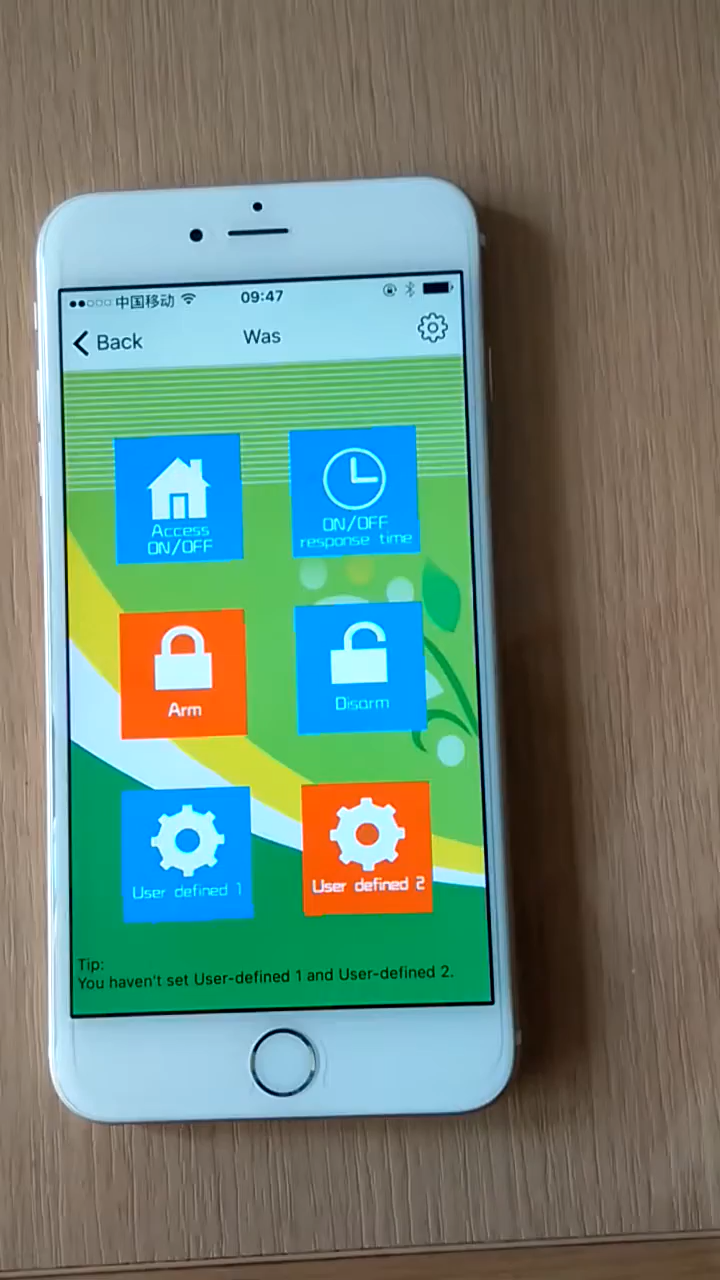 中国移动
09:47
Back
Was
Access
ON/OFF
ON/OFF
response time
Arm
Disarm
User defined 1
User defined 2
Tip:
You haven't set User-defined 1 and User-defined 2.